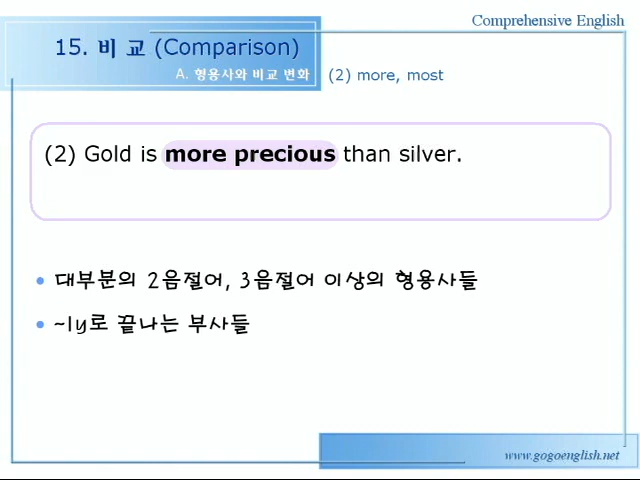 Comprehensive English
15. 비 교 (Comparison)
A. 형용사와 비교 변화 (2) more, most
(2) Gold is more precious than silver.
• 대부분의 2음절어, 3음절어 이상의 형용사들
• ~ly로 끝나는 부사들
www.gogoenglish.net